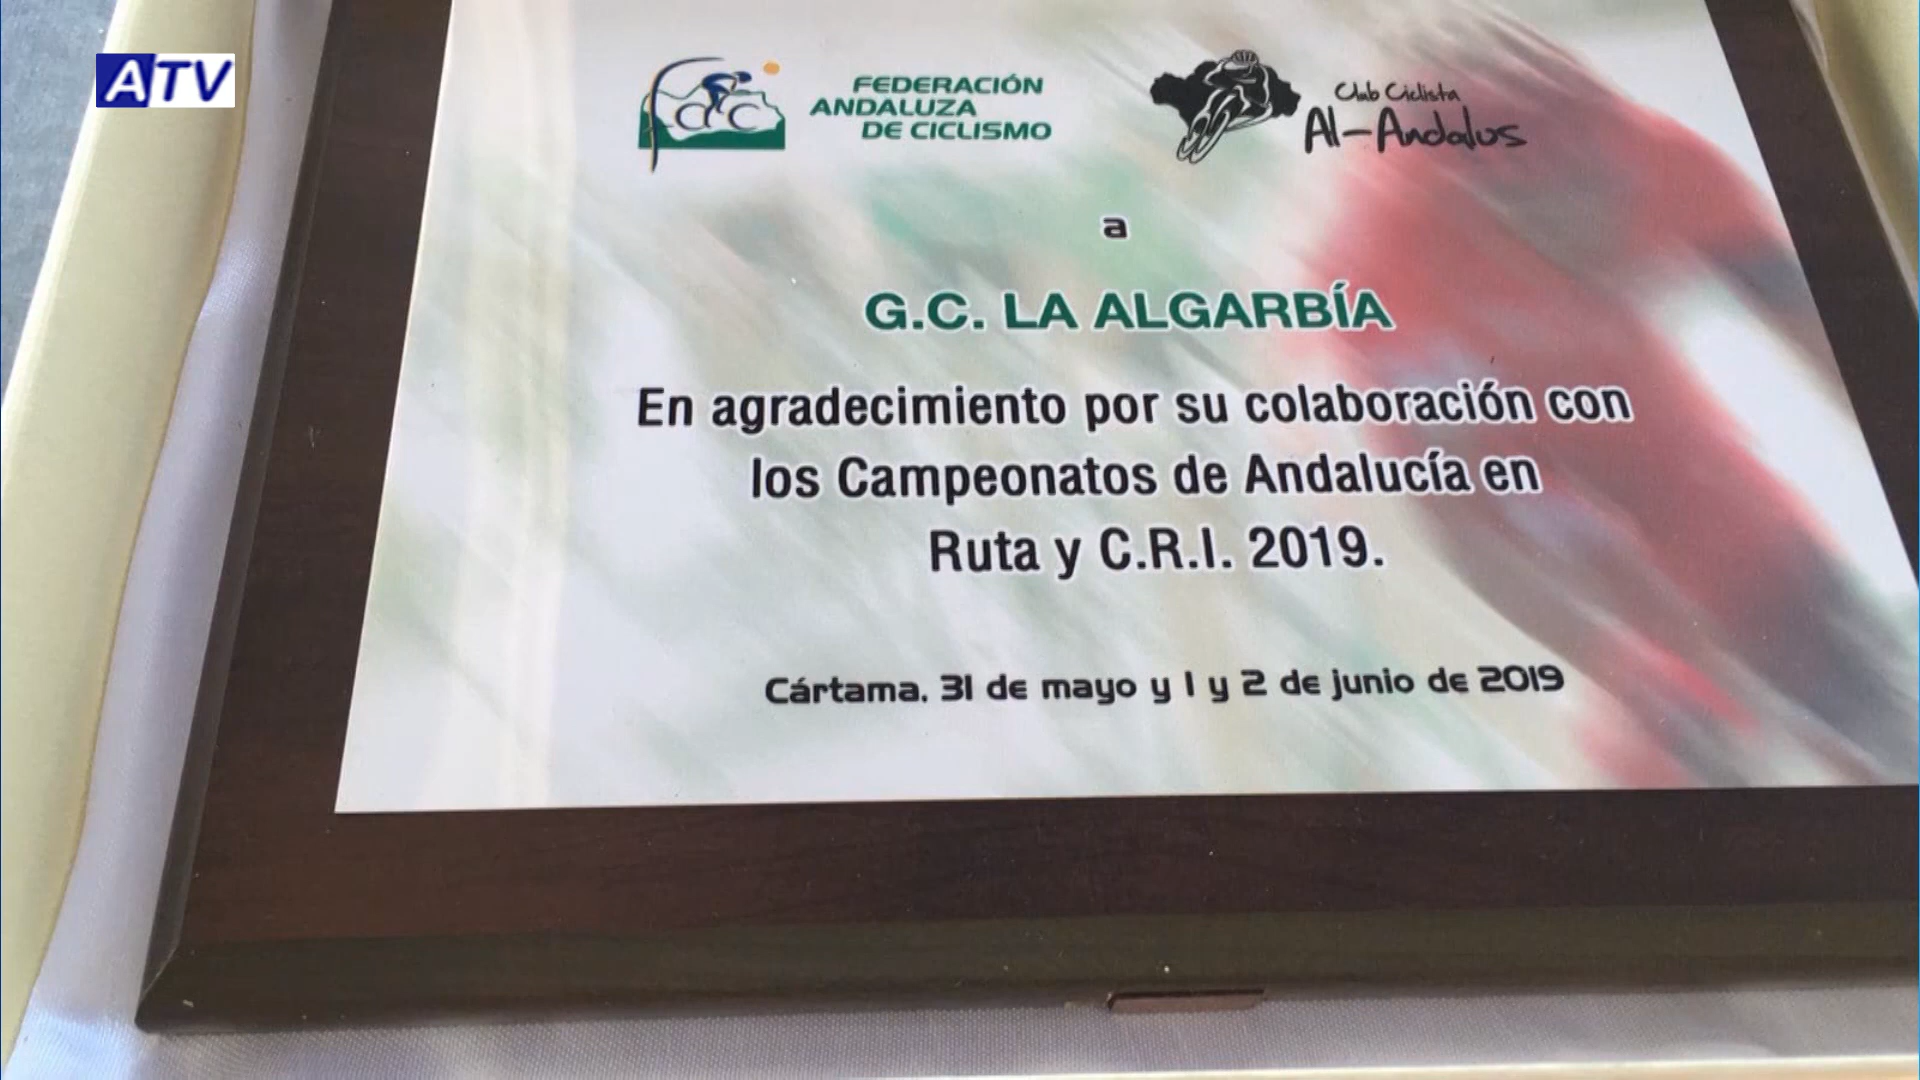 ATV
FEDERACIÓN
ANDALUZA
DE CICLISMO
Club Ciclista
Al-Andalus
a
G.C. LA ALGARBÍA
En agradecimiento por su colaboración con
los Campeonatos de Andalucía en
Ruta y C.R.I. 2019.
Cártama, 31 de mayo y 1 y 2 de junio de 2019